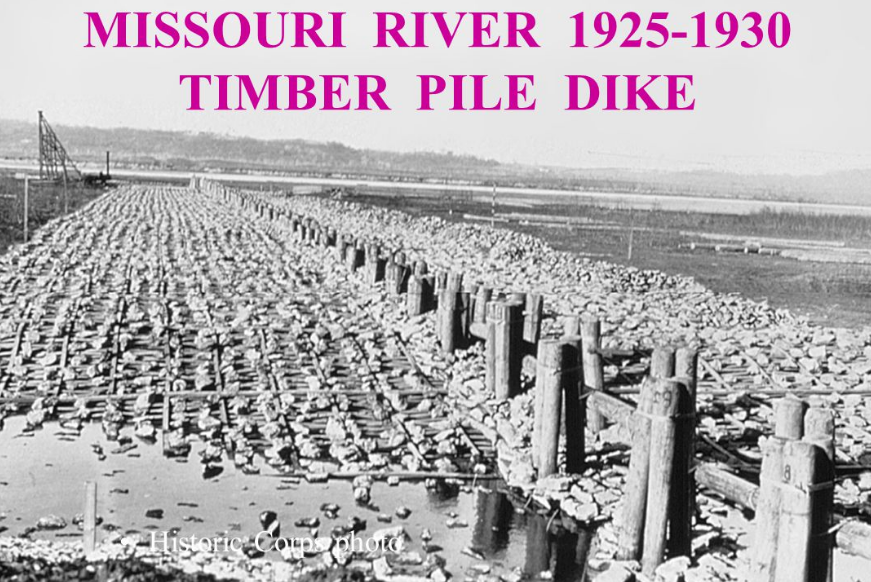 MISSOURI RIVER 1925-1930
TIMBER PILE DIKE
Historic Corps photo